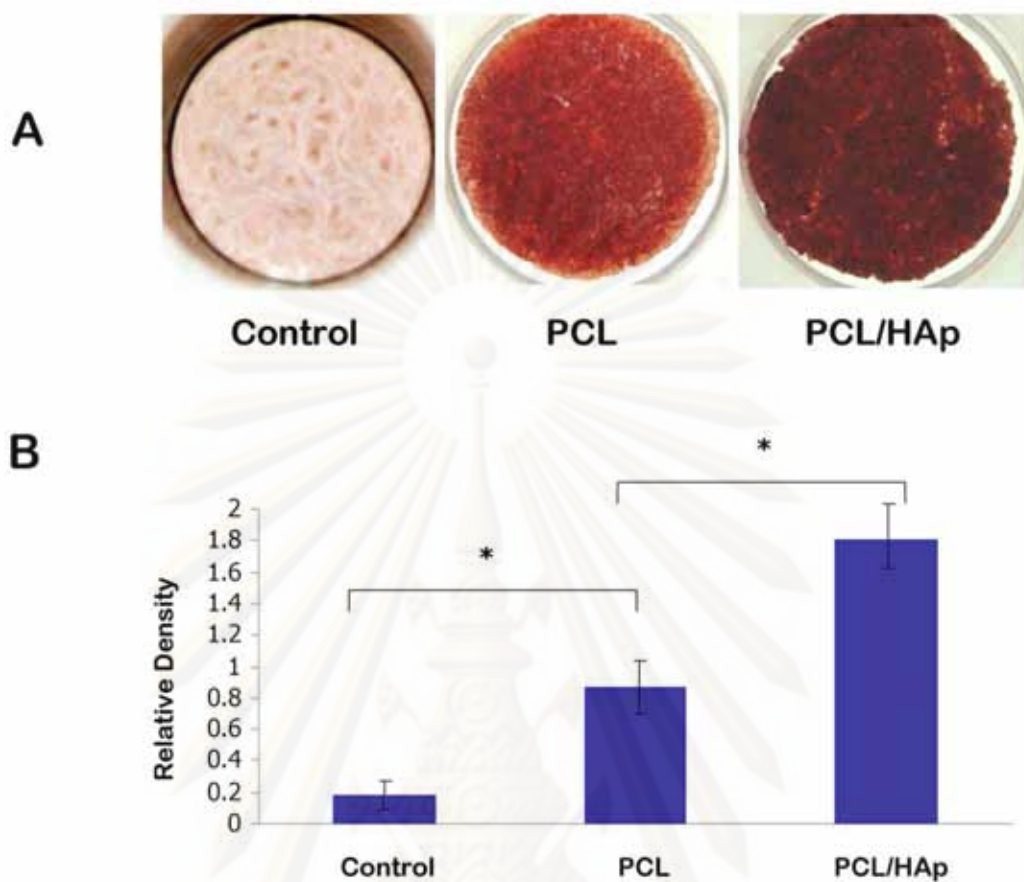 A
Control PCL PCL/HAp
B
*
*
Relative Density
2
1.8
1.6
1.4
1.2
1
0.8
0.6
0.4
0.2
0
Control PCL PCL/HAp